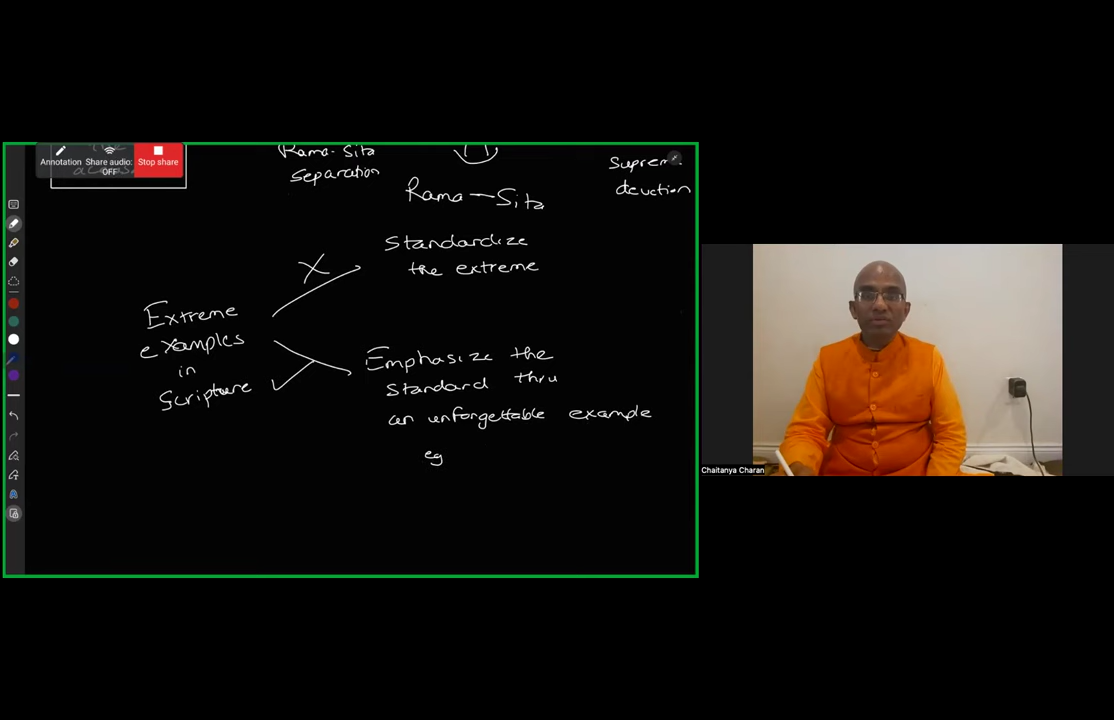 Annotation
Share audio:
OFF
Stop share
Rama-Sita
separation
Rama — Sita
Suprem
devotion
Standardize
the extreme
X
Extreme
examples
in
Scripture
Emphasize the
standard thru
an unforgettable example
eg
Chaitanya Charan